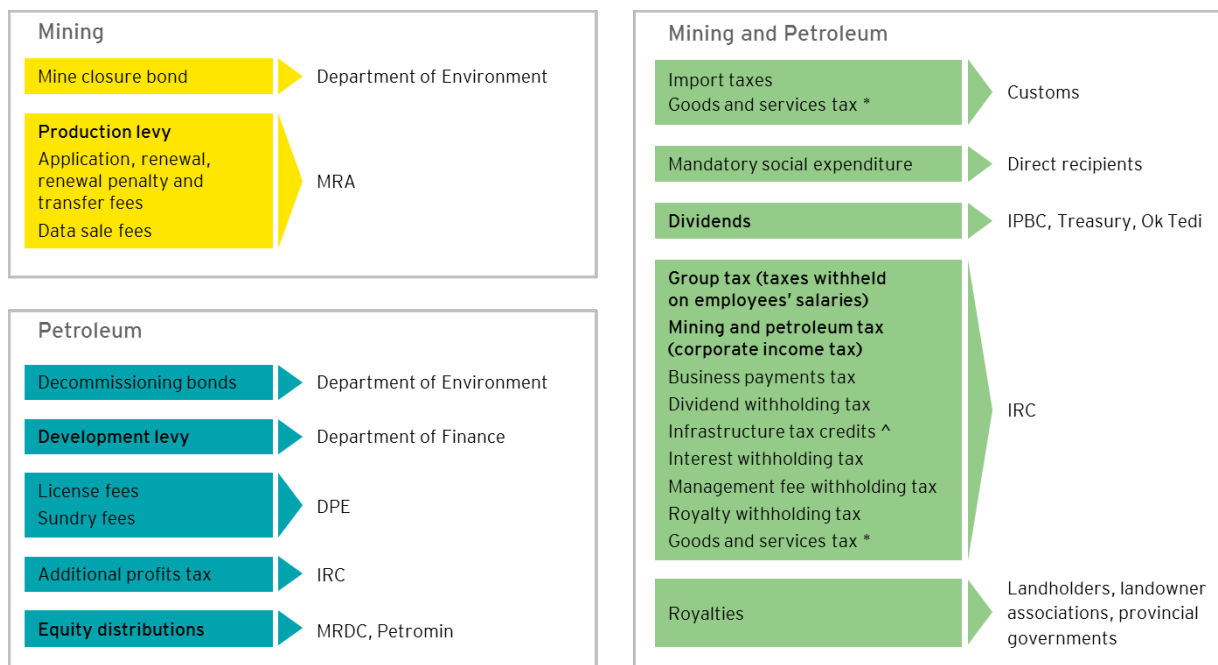 Mining
Mine closure bond
Department of Environment
Production levy
Application, renewal,
renewal penalty and
transfer fees
Data sale fees
MRA
Petroleum
Decommissioning bonds
Department of Environment
Development levy
Department of Finance
License fees
Sundry fees
DPE
Additional profits tax
IRC
Equity distributions
MRDC, Petromin
Mining and Petroleum
Import taxes
Goods and services tax *
Customs
Mandatory social expenditure
Direct recipients
Dividends
IPBC, Treasury, Ok Tedi
Group tax (taxes withheld
on employees' salaries)
Mining and petroleum tax
(corporate income tax)
Business payments tax
Dividend withholding tax
Infrastructure tax credits ^
Interest withholding tax
Management fee withholding tax
Royalty withholding tax
Goods and services tax *
IRC
Royalties
Landholders, landowner
associations, provincial
governments